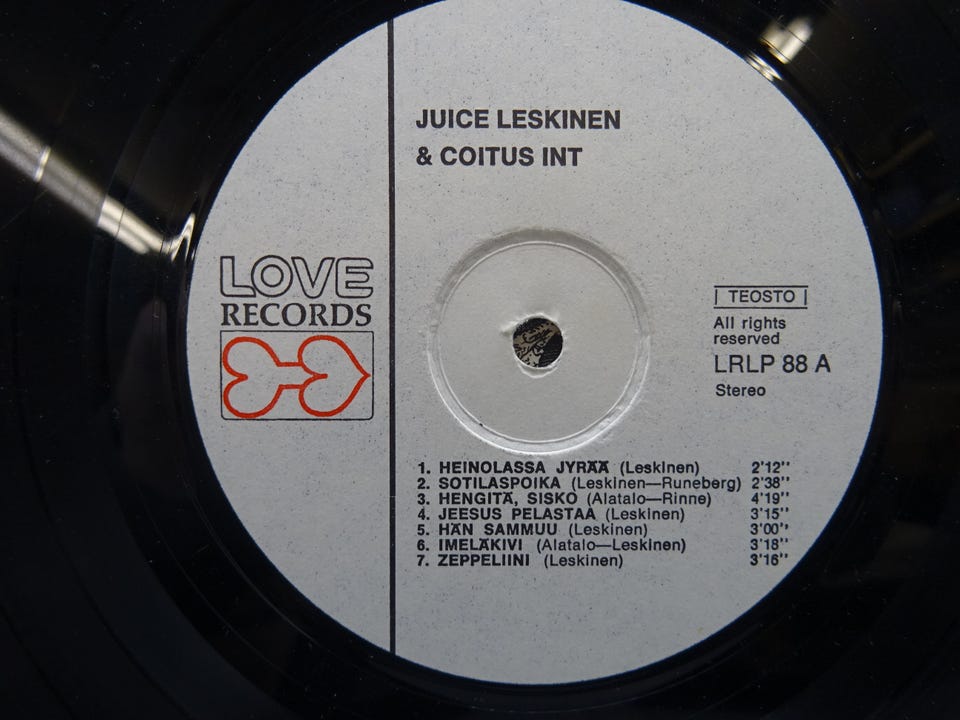 JUICE LESKINEN
& COITUS INT
LOVE
RECORDS
| TEOSTO |
All rights
reserved
LRLP 88 A
Stereo
1. HEINOLASSA JYRÄÄ (Leskinen) 2'12''
2. SOTILASPOIKA (Leskinen—Runeberg) 2'38''
3. HENGITÄ, SISKO (Alatalo—Rinne) 4'19''
4. JEESUS PELASTAA (Leskinen) 3'15''
5. HÄN SAMMUU (Leskinen) 3'00''
6. IMELÄKIVI (Alatalo—Leskinen) 3'18''
7. ZEPPELIINI (Leskinen) 3'16''